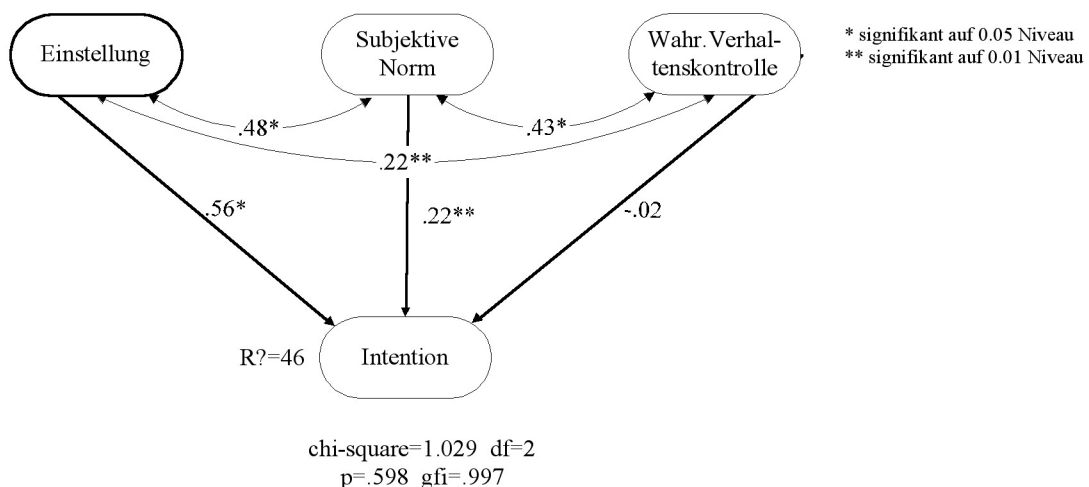 Einstellung
Subjektive
Norm
Wahr.Verhal-
tenskontrolle
* signifikant auf 0.05 Niveau
** signifikant auf 0.01 Niveau
.48*
.43*
.22**
.56*
.22**
-.02
R?=46
Intention
chi-square=1.029 df=2
p=.598 gfi=.997